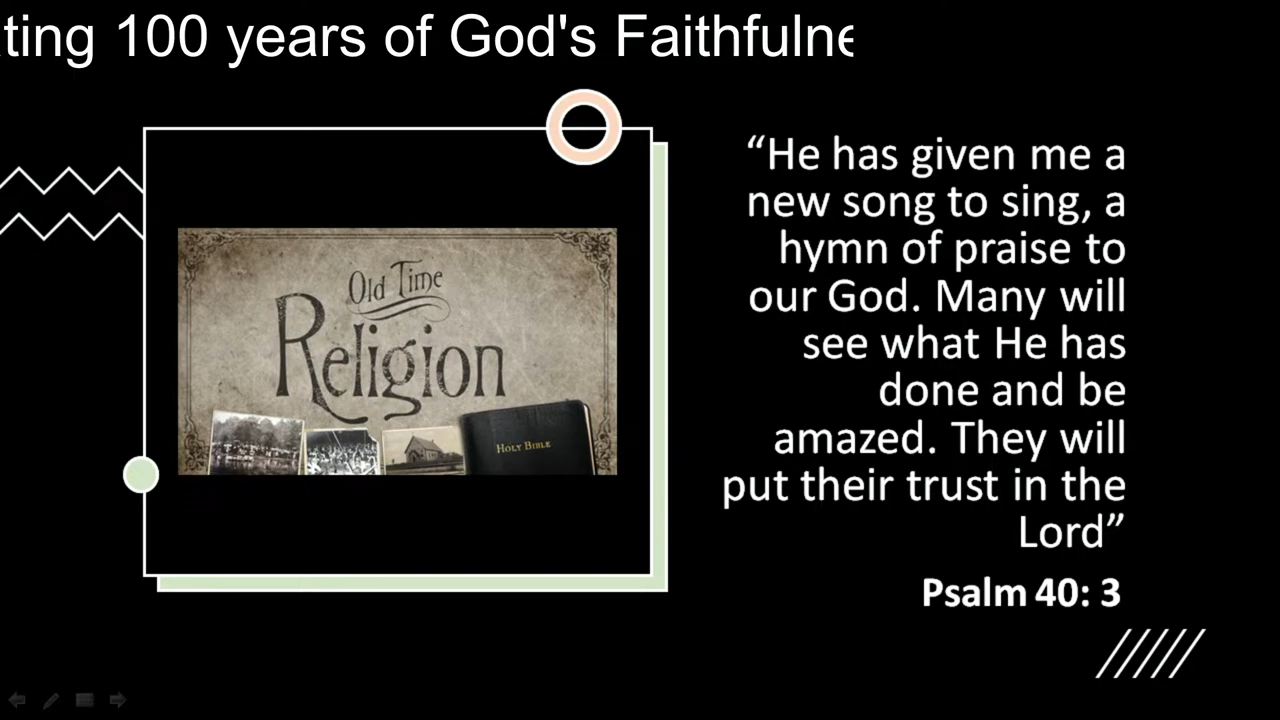 ting 100 years of God's Faithfulne
Old Time
Religion
HOLY BIBLE
“He has given me a
new song to sing, a
hymn of praise to
our God. Many will
see what He has
done and be
amazed. They will
put their trust in the
Lord”
Psalm 40: 3